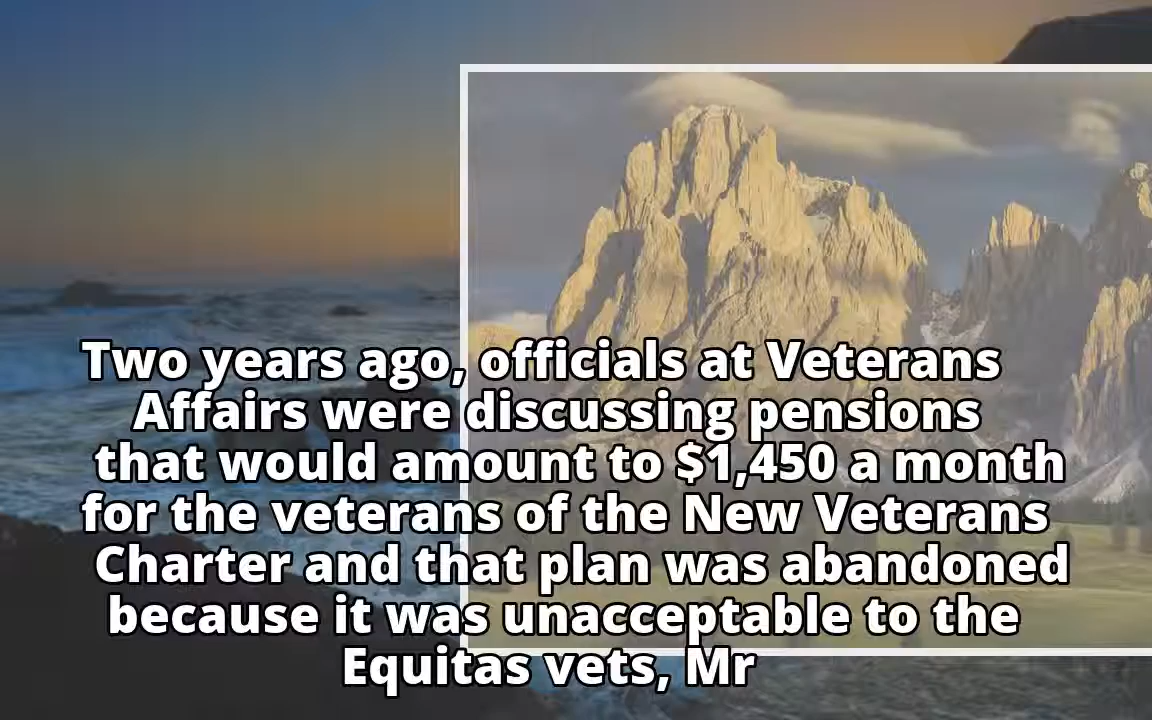 Two years ago, officials at Veterans
Affairs were discussing pensions
that would amount to $1,450 a month
for the veterans of the New Veterans
Charter and that plan was abandoned
because it was unacceptable to the
Equitas vets, Mr